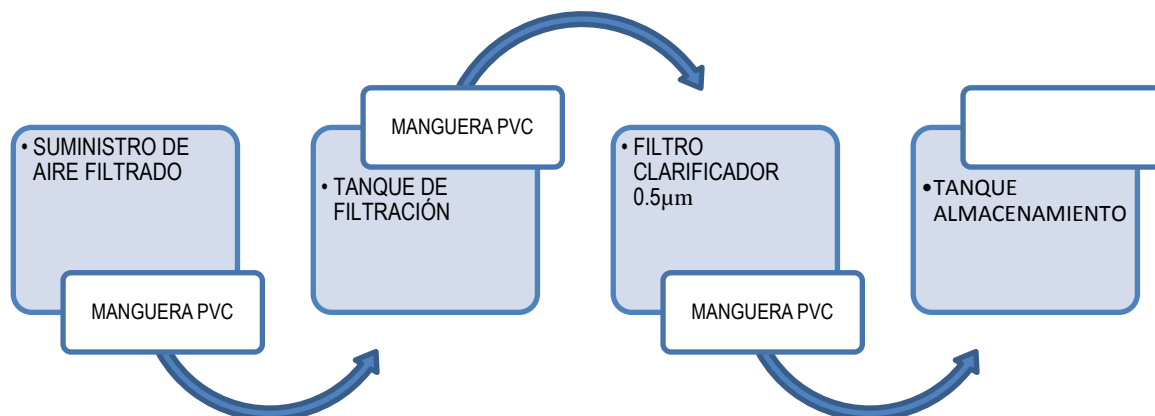 • SUMINISTRO DE
AIRE FILTRADO
MANGUERA PVC
MANGUERA PVC
• TANQUE DE
FILTRACIÓN
• FILTRO
CLARIFICADOR
0.5µm
MANGUERA PVC
•TANQUE
ALMACENAMIENTO